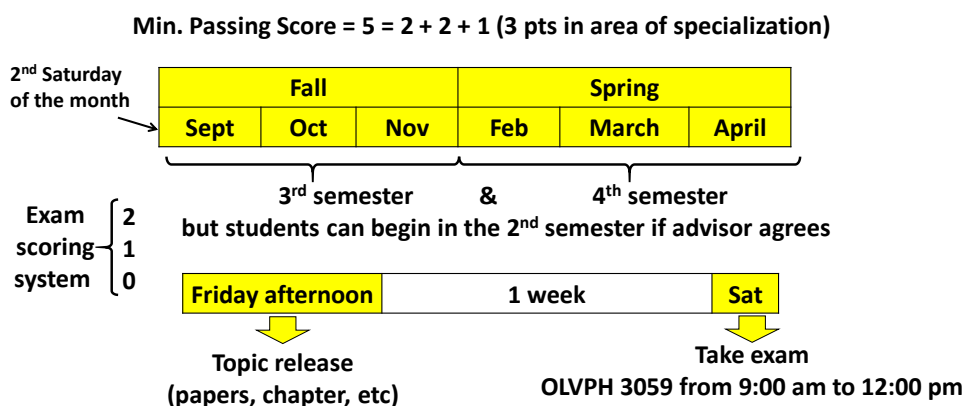 Min. Passing Score = 5 = 2 + 2 + 1 (3 pts in area of specialization)
2nd Saturday
of the month
Fall Spring
Sept Oct Nov Feb March April
3rd semester & 4th semester
but students can begin in the 2nd semester if advisor agrees
Exam
scoring
system
2
1
0
Friday afternoon 1 week Sat
Topic release
(papers, chapter, etc)
Take exam
OLVPH 3059 from 9:00 am to 12:00 pm